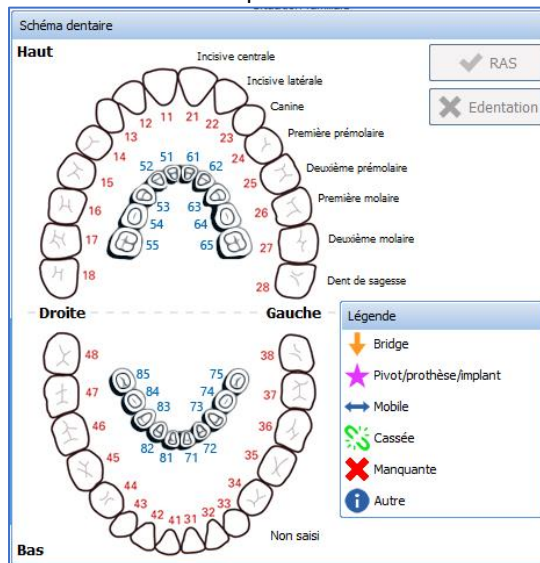 Schéma dentaire
Haut
RAS
Edentation
Incisive centrale
Incisive latérale
Canine
Première prémolaire
Deuxième prémolaire
Première molaire
Deuxième molaire
Dent de sagesse
11 21
12 22
13 23
14 24
15 25
16 26
17 27
18 28
51 61
52 62
53 63
54 64
55 65
Droite Gauche
48 38
47 37
46 36
45 35
44 34
43 33
42 41 31 32
85 75
84 74
83 73
82 81 71 72
Non saisi
Bas
Légende
Bridge
Pivot/prothèse/implant
Mobile
Cassée
Manquante
Autre